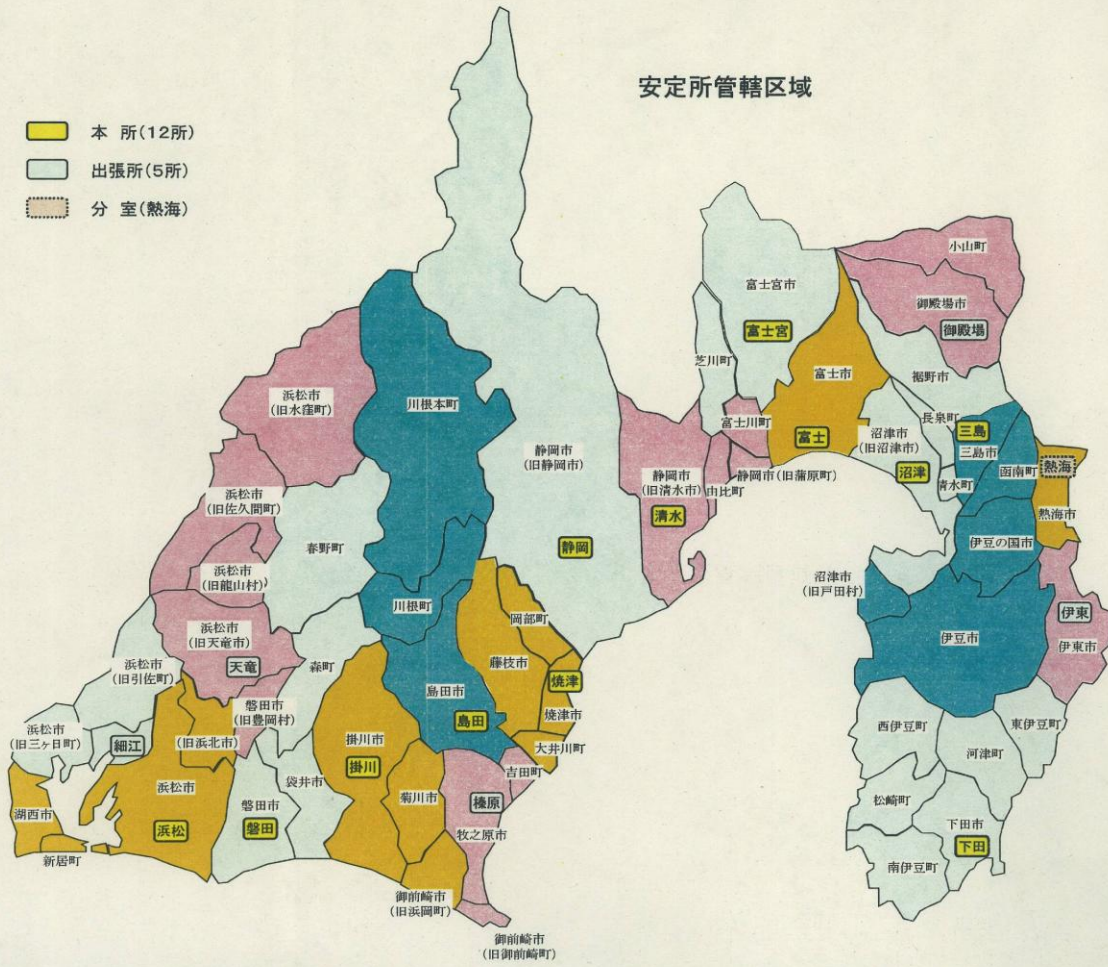 安定所管轄区域
本 所(12所)
出張所(5所)
分 室(熱海)
小山町
富士宮市
御殿場市
富士宮
御殿場
芝川町
富士市
裾野市
浜松市
(旧水窪町)
川根本町
長泉町
富士川町
富士
沼津市
(旧沼津市)
三島
三島市
静岡市
(旧静岡市)
静岡市
(旧清水市)
静岡市(旧蒲原町)
由比町
沼津
清水町
函南町
熱海
浜松市
(旧佐久間町)
清水
熱海市
春野町
静岡
伊豆の国市
浜松市
(旧龍山村)
沼津市
(旧戸田村)
川根町
岡部町
伊東
浜松市
(旧天竜市)
伊豆市
伊東市
天竜
森町
藤枝市
浜松市
(旧引佐町)
島田市
焼津
磐田市
(旧豊岡村)
島田
焼津市
西伊豆町
東伊豆町
浜松市
(旧三ヶ日町)
細江
(旧浜北市)
掛川市
大井川町
河津町
掛川
吉田町
浜松市
袋井市
菊川市
榛原
松崎町
湖西市
磐田市
下田市
浜松
磐田
牧之原市
下田
新居町
南伊豆町
御前崎市
(旧浜岡町)
御前崎市
(旧御前崎町)